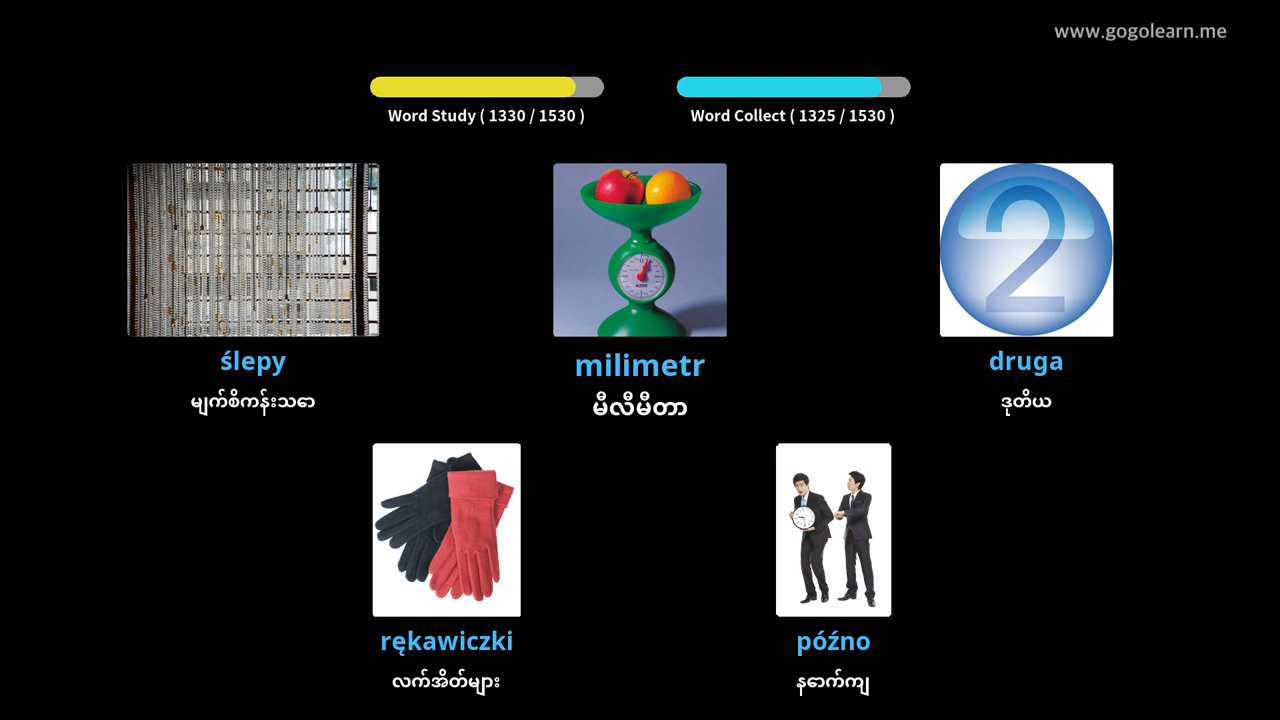 www.gogolearn.me
Word Study ( 1330 / 1530 )
Word Collect ( 1325 / 1530 )
2
ślepy
milimetr
druga
မျက်စိကန်းသော
မီလီမီတာ
ဒုတိယ
rękawiczki
późno
လက်အိတ်များ
နောက်ကျ